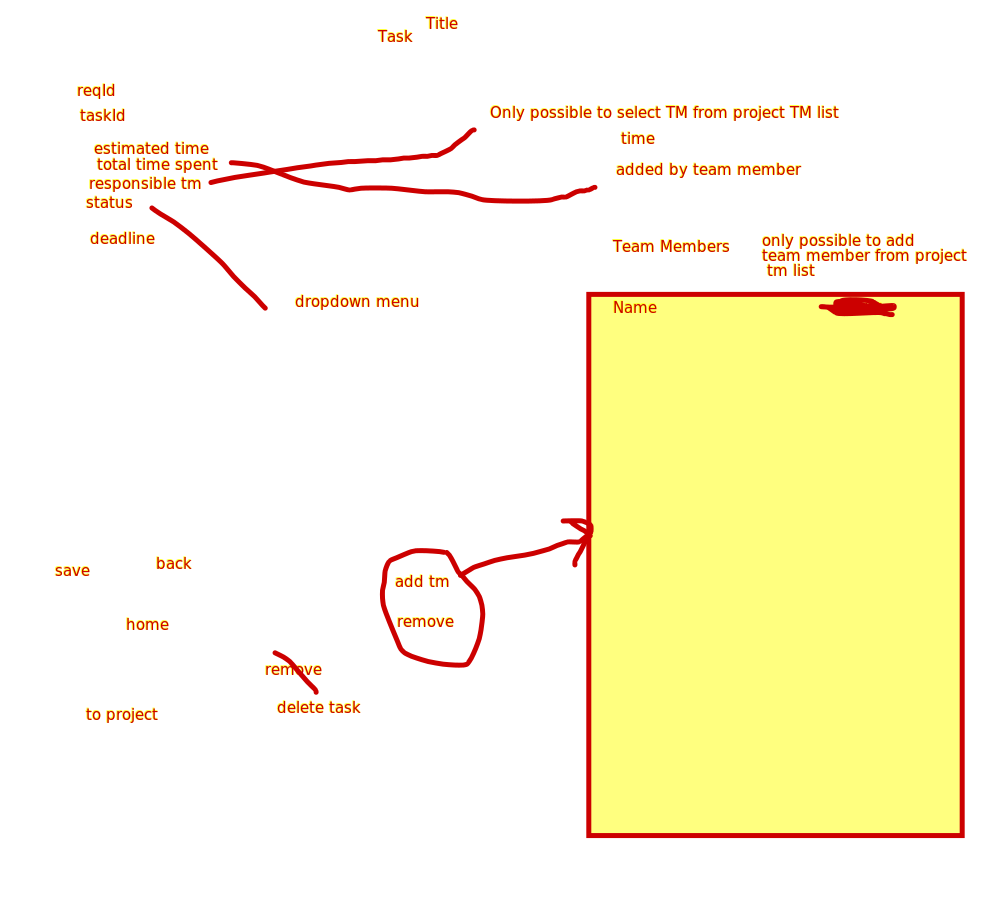 Title
Task
reqId
taskId
estimated time
total time spent
responsible tm
status
deadline
Only possible to select TM from project TM list
time
added by team member
Team Members
only possible to add
team member from project
tm list
dropdown menu
Name
save
back
home
add tm
remove
remove
delete task
to project